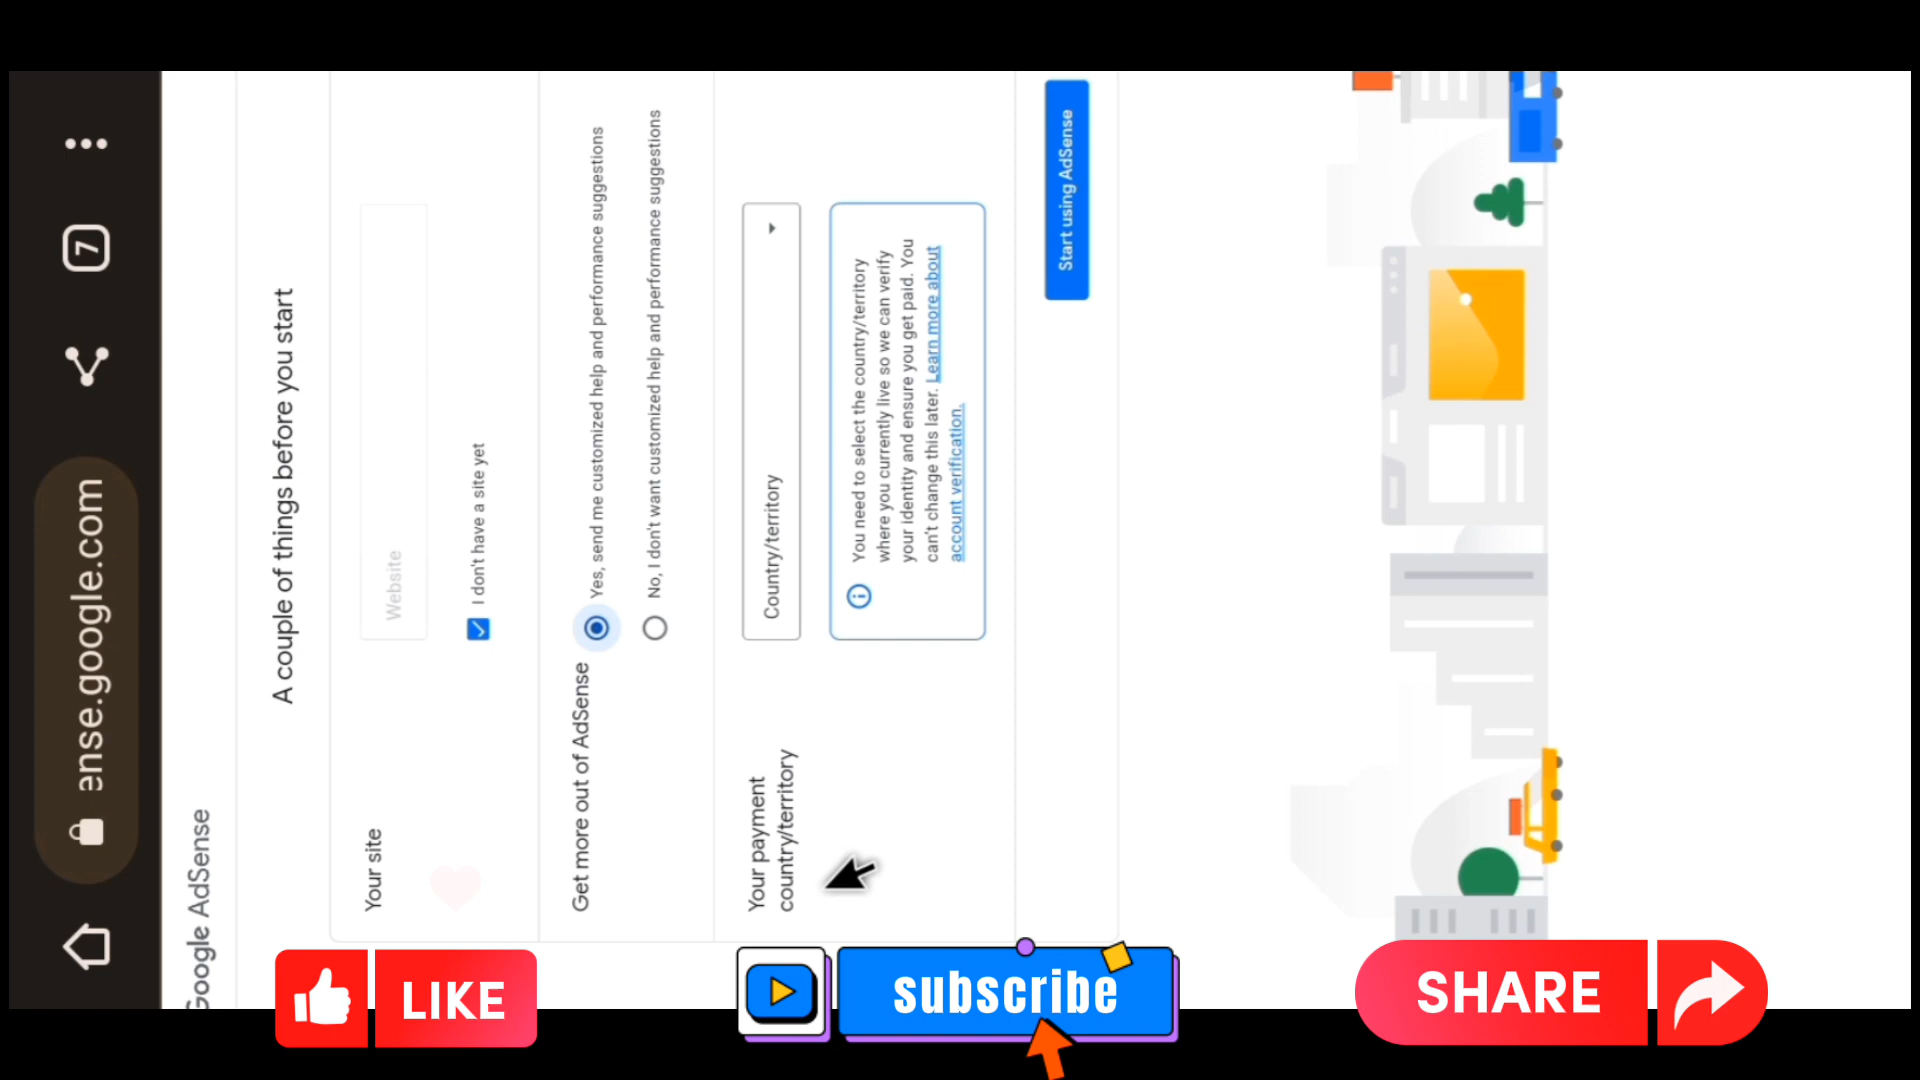 7
ense.google.com
Google AdSense
A couple of things before you start
Your site
Website
I don't have a site yet
Get more out of AdSense
Yes, send me customized help and performance suggestions
No, I don't want customized help and performance suggestions
Your payment
country/territory
Country/territory
You need to select the country/territory
where you currently live so we can verify
your identity and ensure you get paid. You
can't change this later. Learn more about
account verification.
Start using AdSense
LIKE
subscribe
SHARE